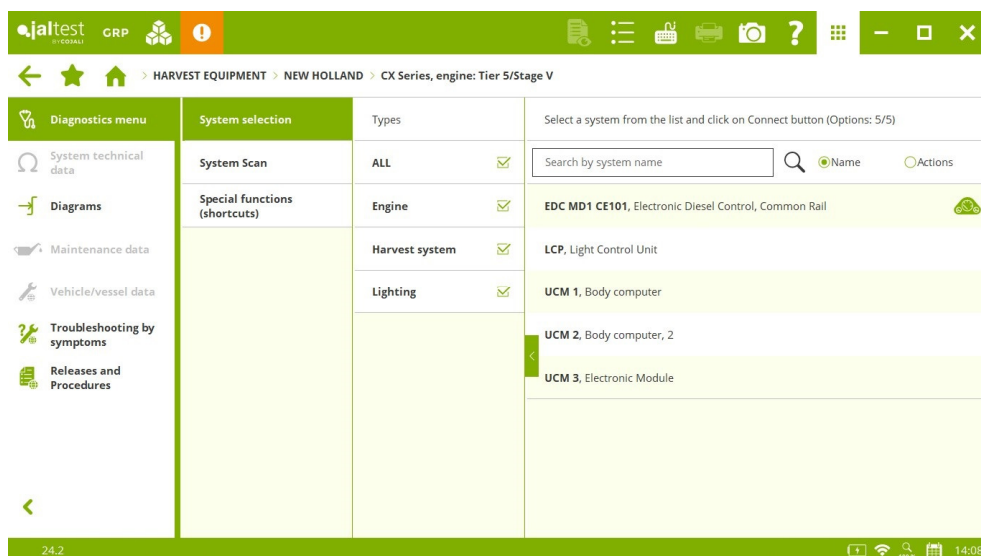 jaltest GRP
BY COJALI
> HARVEST EQUIPMENT > NEW HOLLAND > CX Series, engine: Tier 5/Stage V
Diagnostics menu
System technical
data
Diagrams
Maintenance data
Vehicle/vessel data
Troubleshooting by
symptoms
Releases and
Procedures
System selection
System Scan
Special functions
(shortcuts)
Types
ALL
Engine
Harvest system
Lighting
Select a system from the list and click on Connect button (Options: 5/5)
Search by system name
Name
Actions
EDC MD1 CE101, Electronic Diesel Control, Common Rail
LCP, Light Control Unit
UCM 1, Body computer
UCM 2, Body computer, 2
UCM 3, Electronic Module
24.2
14:08